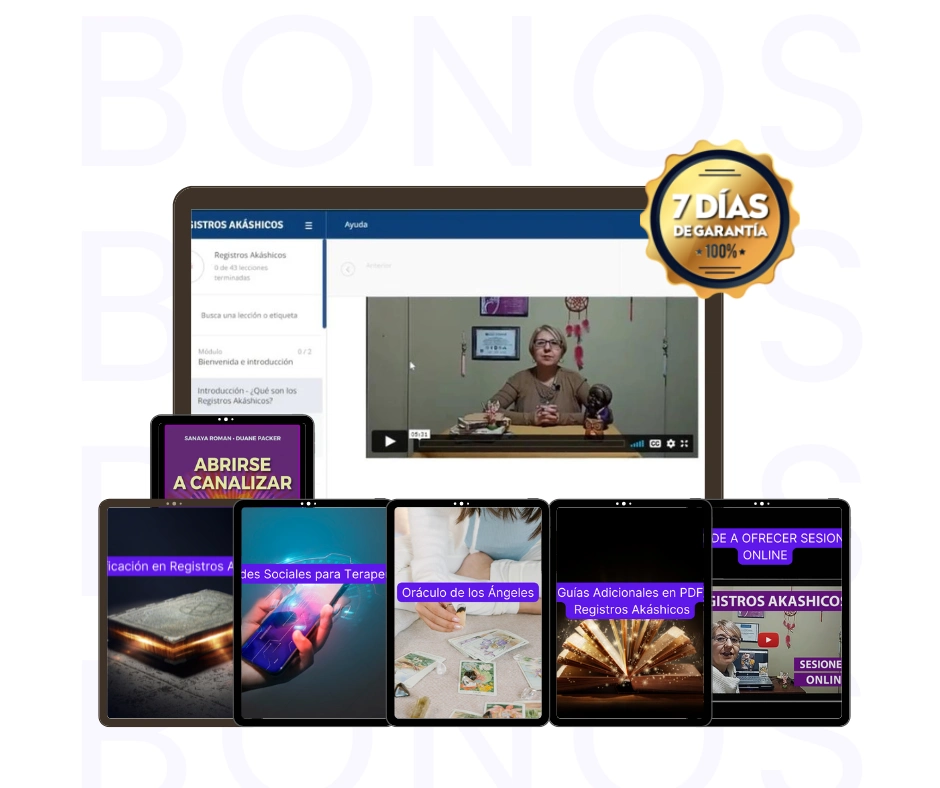 BONOS
BONOS
BONOS
BONOS
7 DÍAS
DE GARANTÍA
100%
GISTROS AKÁSHICOS
Ayuda
Registros Akáshicos
0 de 43 lecciones
terminadas
Anterior
Busca una lección o etiqueta
Módulo 0 / 2
Bienvenida e introducción
Introducción - ¿Qué son los
Registros Akáshicos?
05:31
CC
SANAYA ROMAN • DUANE PACKER
ABRIRSE
A CANALIZAR
icación en Registros A
des Sociales para Terape
Oráculo de los Ángeles
Guías Adicionales en PDF
Registros Akáshicos
DE A OFRECER SESION
ONLINE
GISTROS AKASHICOS
SESIONE
ONLIN